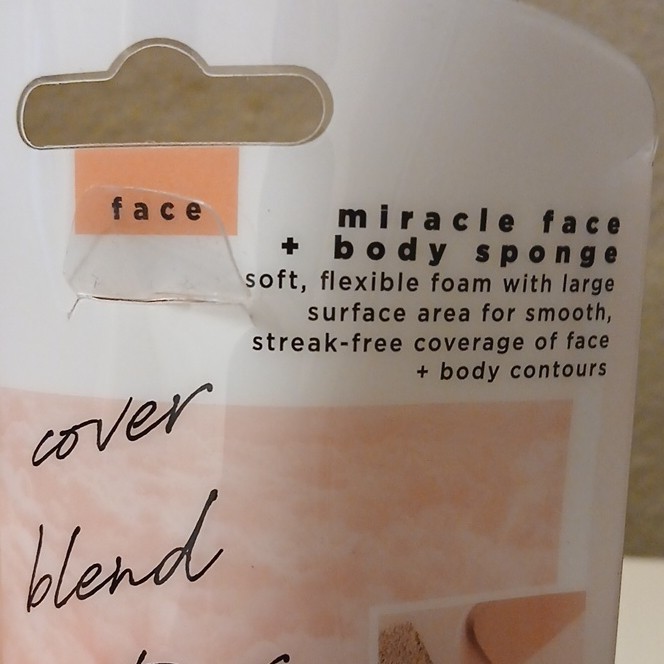 face
miracle face
+ body sponge
soft, flexible foam with large
surface area for smooth,
streak-free coverage of face
+ body contours
cover
blend